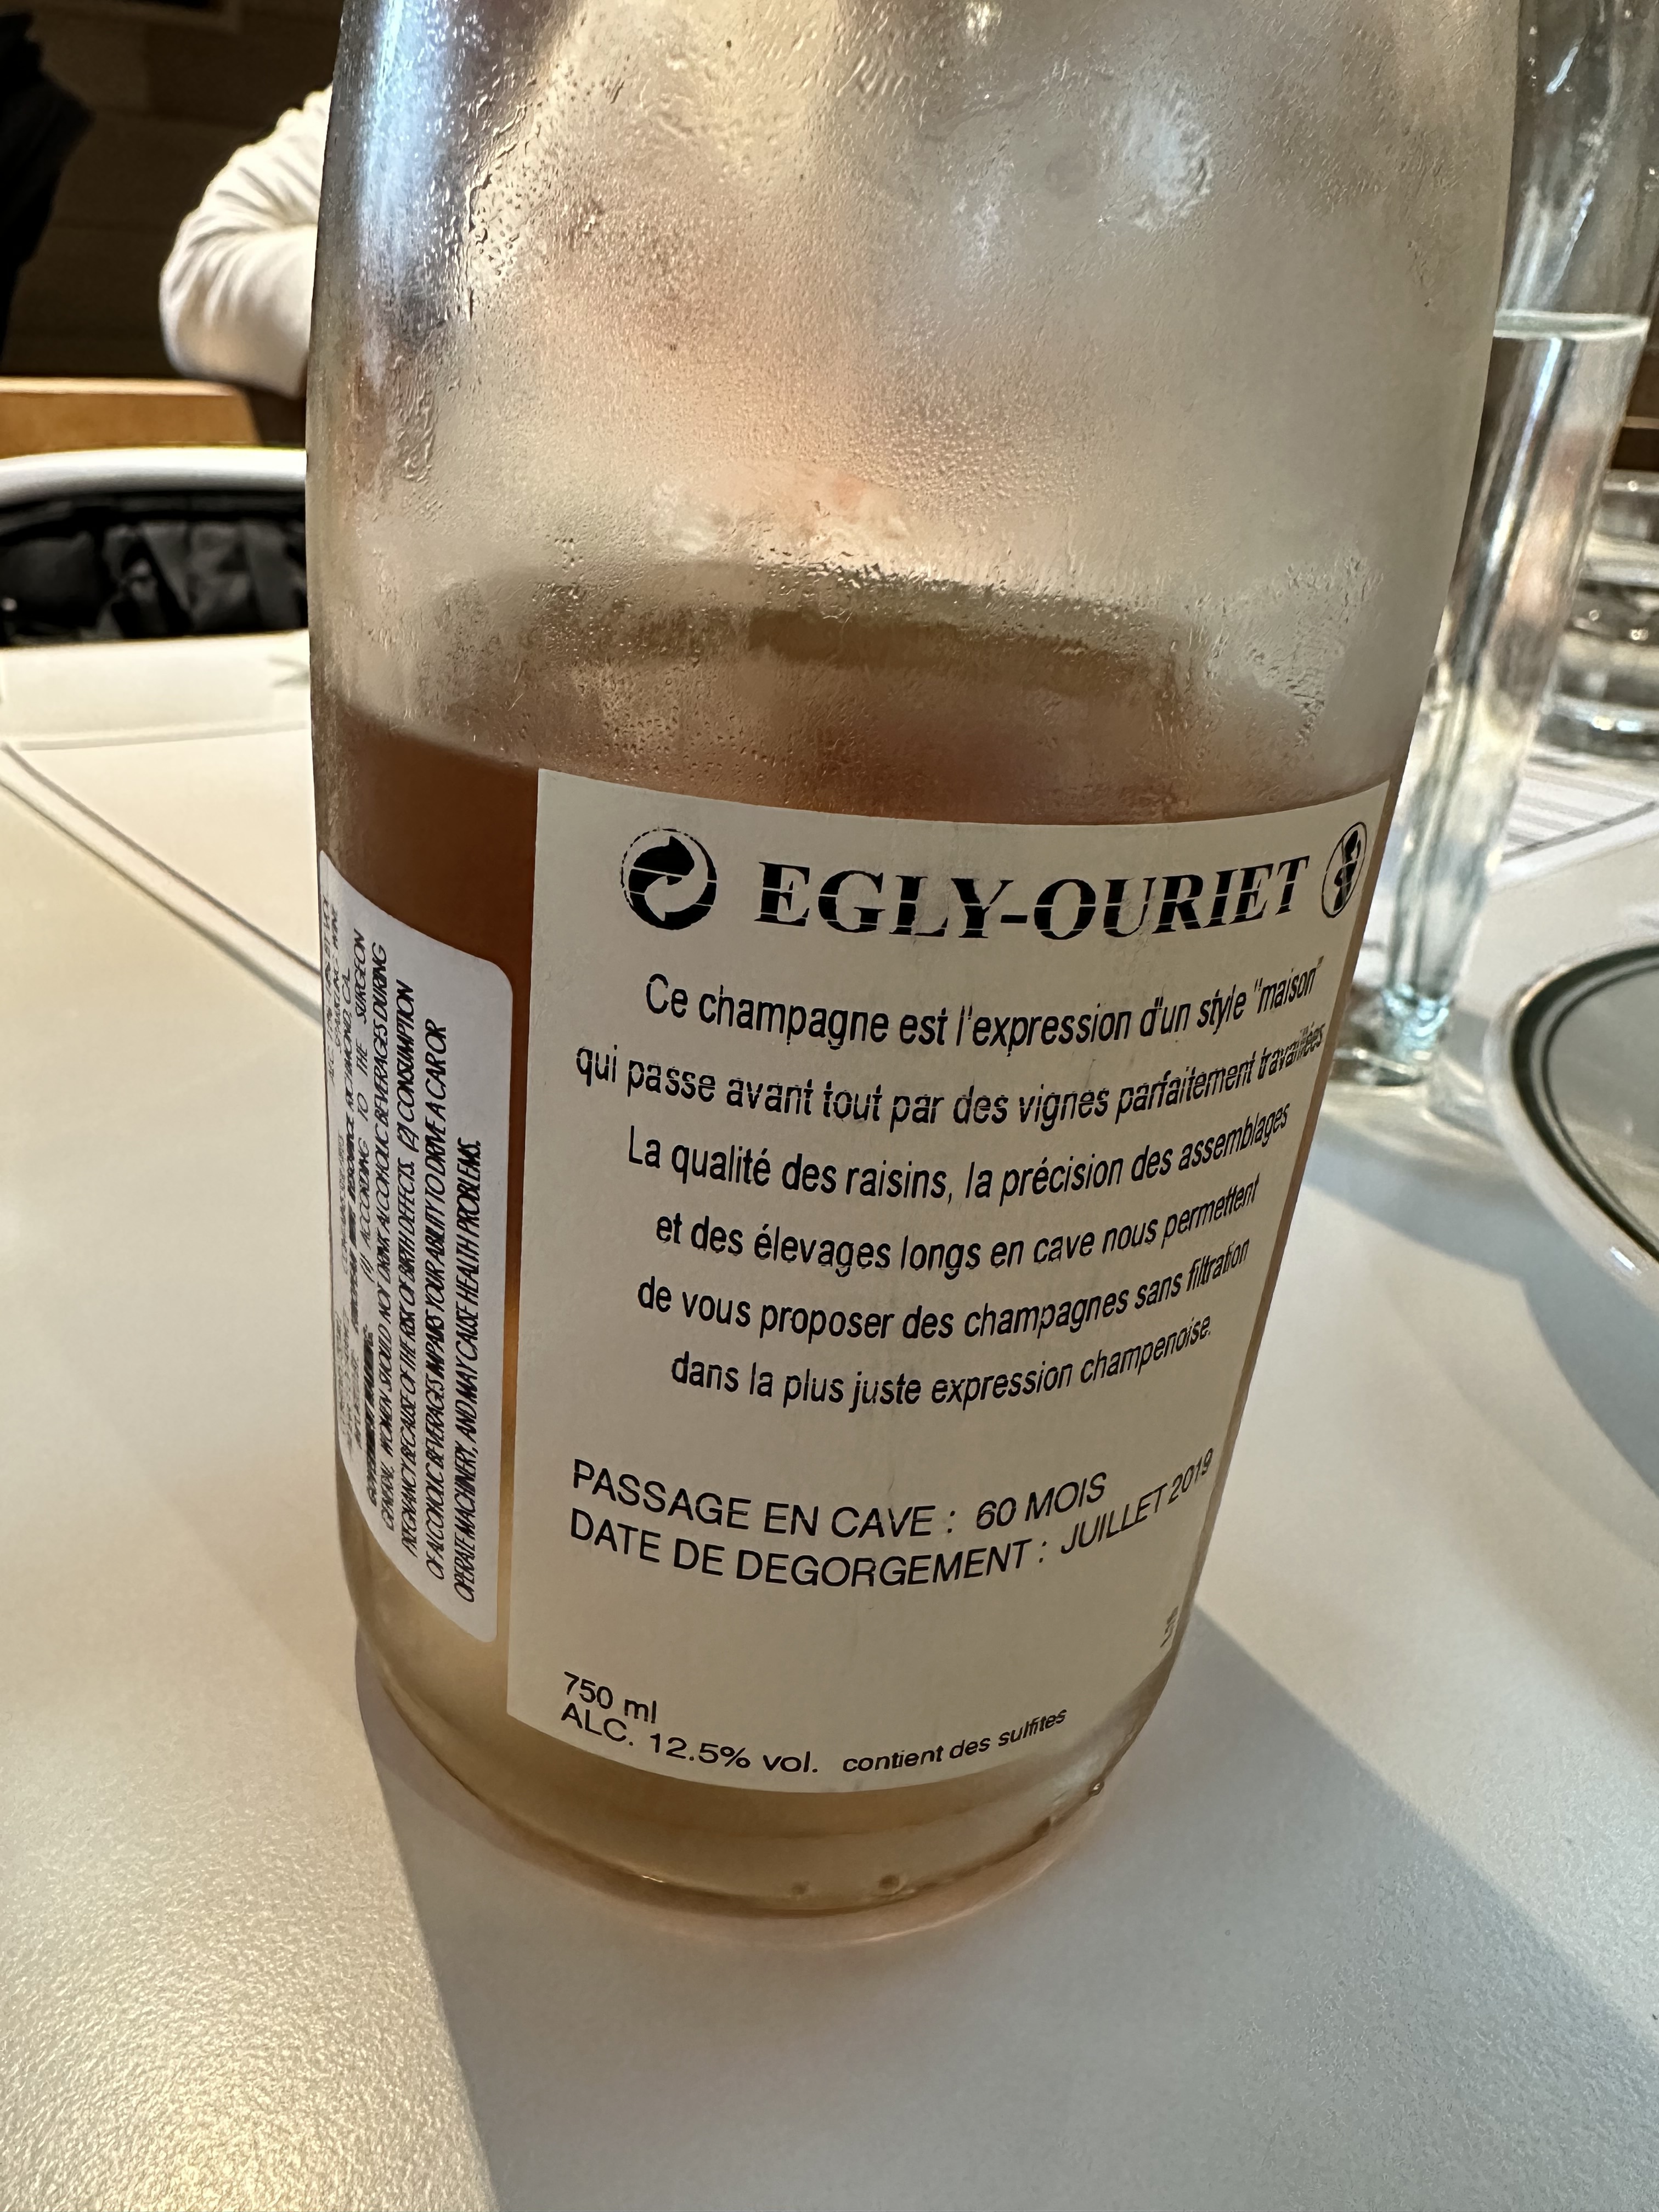 EGLY-OURIET
Ce champagne est l'expression d'un style "maison"
qui passe avant tout par des vignes parfaitement travaillées
La qualité des raisins, la précision des assemblages
et des élevages longs en cave nous permettent
de vous proposer des champagnes sans filtration
dans la plus juste expression champenoise.
PASSAGE EN CAVE : 60 MOIS
DATE DE DEGORGEMENT : JUILLET 2019
750 ml
ALC. 12.5% vol. contient des sulfites
(1) ACCORDING TO THE SURGEON
GENERAL, WOMEN SHOULD NOT DRINK ALCOHOLIC BEVERAGES DURING
PREGNANCY BECAUSE OF THE RISK OF BIRTH DEFECTS. (2) CONSUMPTION
OF ALCOHOLIC BEVERAGES IMPAIRS YOUR ABILITY TO DRIVE A CAR OR
OPERATE MACHINERY, AND MAY CAUSE HEALTH PROBLEMS.